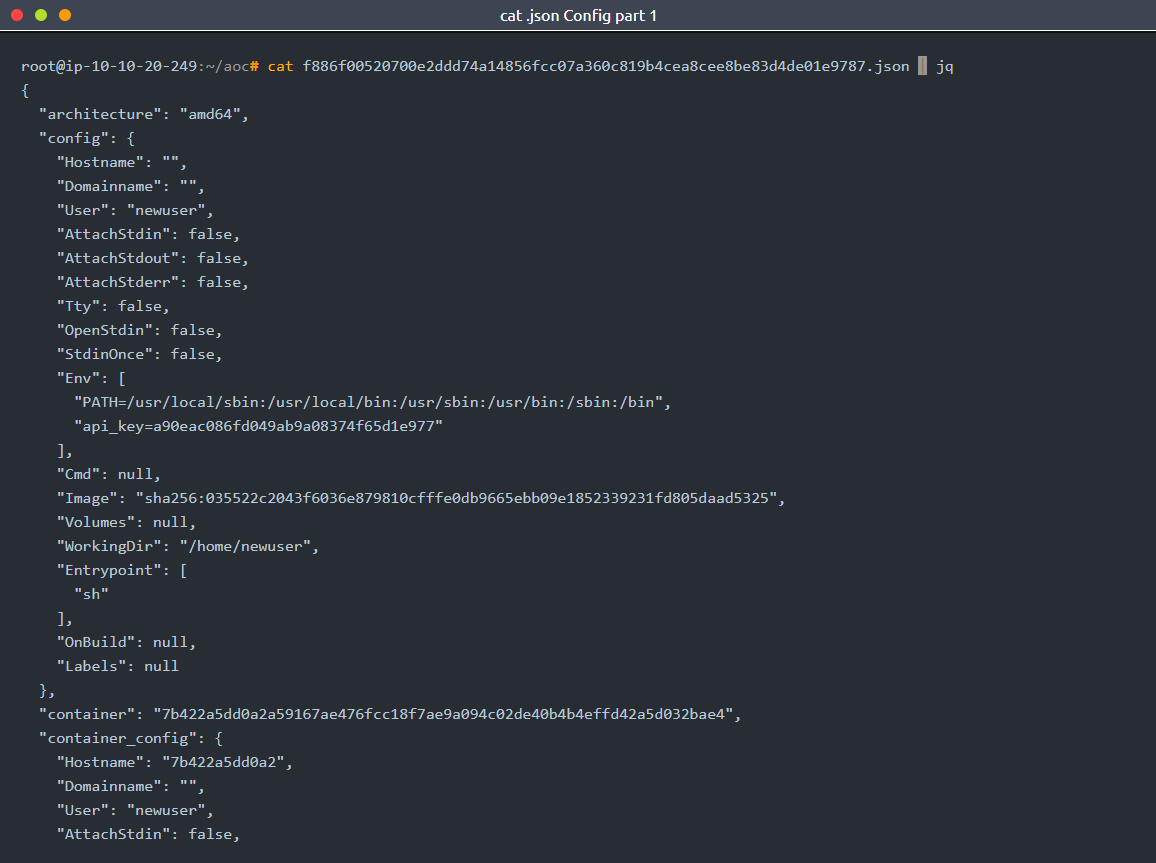 cat .json Config part 1
root@ip-10-10-20-249:~/aoc# cat f886f00520700e2ddd74a14856fcc07a360c819b4cea8cee8be83d4de01e9787.json | jq
{
  "architecture": "amd64",
  "config": {
    "Hostname": "",
    "Domainname": "",
    "User": "newuser",
    "AttachStdin": false,
    "AttachStdout": false,
    "AttachStderr": false,
    "Tty": false,
    "OpenStdin": false,
    "StdinOnce": false,
    "Env": [
      "PATH=/usr/local/sbin:/usr/local/bin:/usr/sbin:/usr/bin:/sbin:/bin",
      "api_key=a90eac086fd049ab9a08374f65d1e977"
    ],
    "Cmd": null,
    "Image": "sha256:035522c2043f6036e879810cfffe0db9665ebb09e1852339231fd805daad5325",
    "Volumes": null,
    "WorkingDir": "/home/newuser",
    "Entrypoint": [
      "sh"
    ],
    "OnBuild": null,
    "Labels": null
  },
  "container": "7b422a5dd0a2a59167ae476fcc18f7ae9a094c02de40b4b4effd42a5d032bae4",
  "container_config": {
    "Hostname": "7b422a5dd0a2",
    "Domainname": "",
    "User": "newuser",
    "AttachStdin": false,